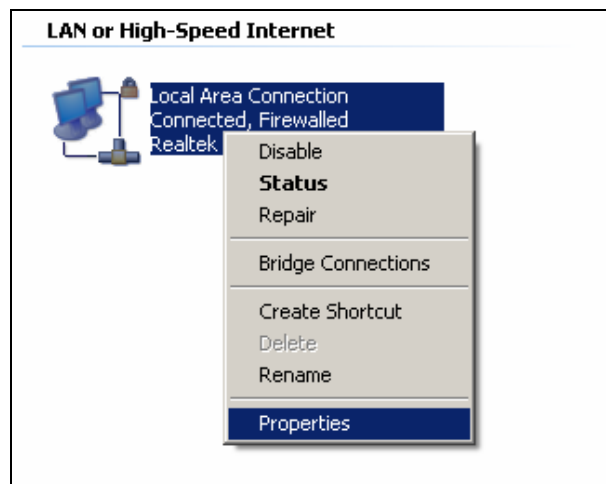 LAN or High-Speed Internet
Local Area Connection
Connected, Firewalled
Realtek
Disable
Status
Repair
Bridge Connections
Create Shortcut
Delete
Rename
Properties